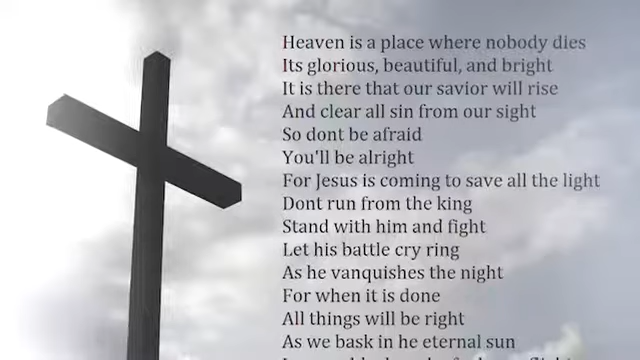 Heaven is a place where nobody dies
Its glorious, beautiful, and bright
It is there that our savior will rise
And clear all sin from our sight
So dont be afraid
You'll be alright
For Jesus is coming to save all the light
Dont run from the king
Stand with him and fight
Let his battle cry ring
As he vanquishes the night
For when it is done
All things will be right
As we bask in he eternal sun